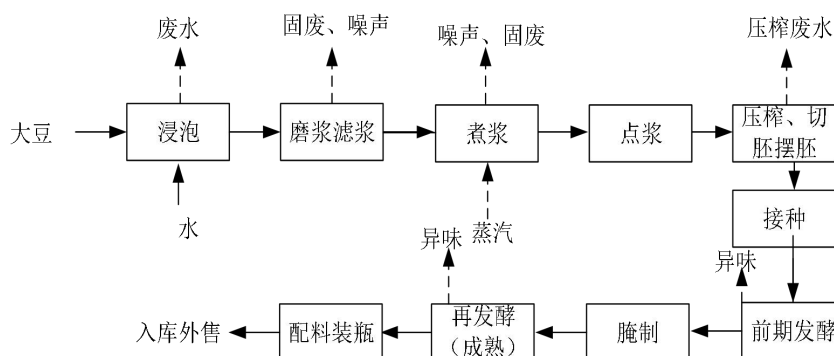 废水
固废、噪声
噪声、固废
压榨废水
大豆
浸泡
磨浆滤浆
煮浆
点浆
压榨、切
胚摆胚
水
蒸汽
接种
异味
异味
入库外售
配料装瓶
再发酵
（成熟）
腌制
前期发酵